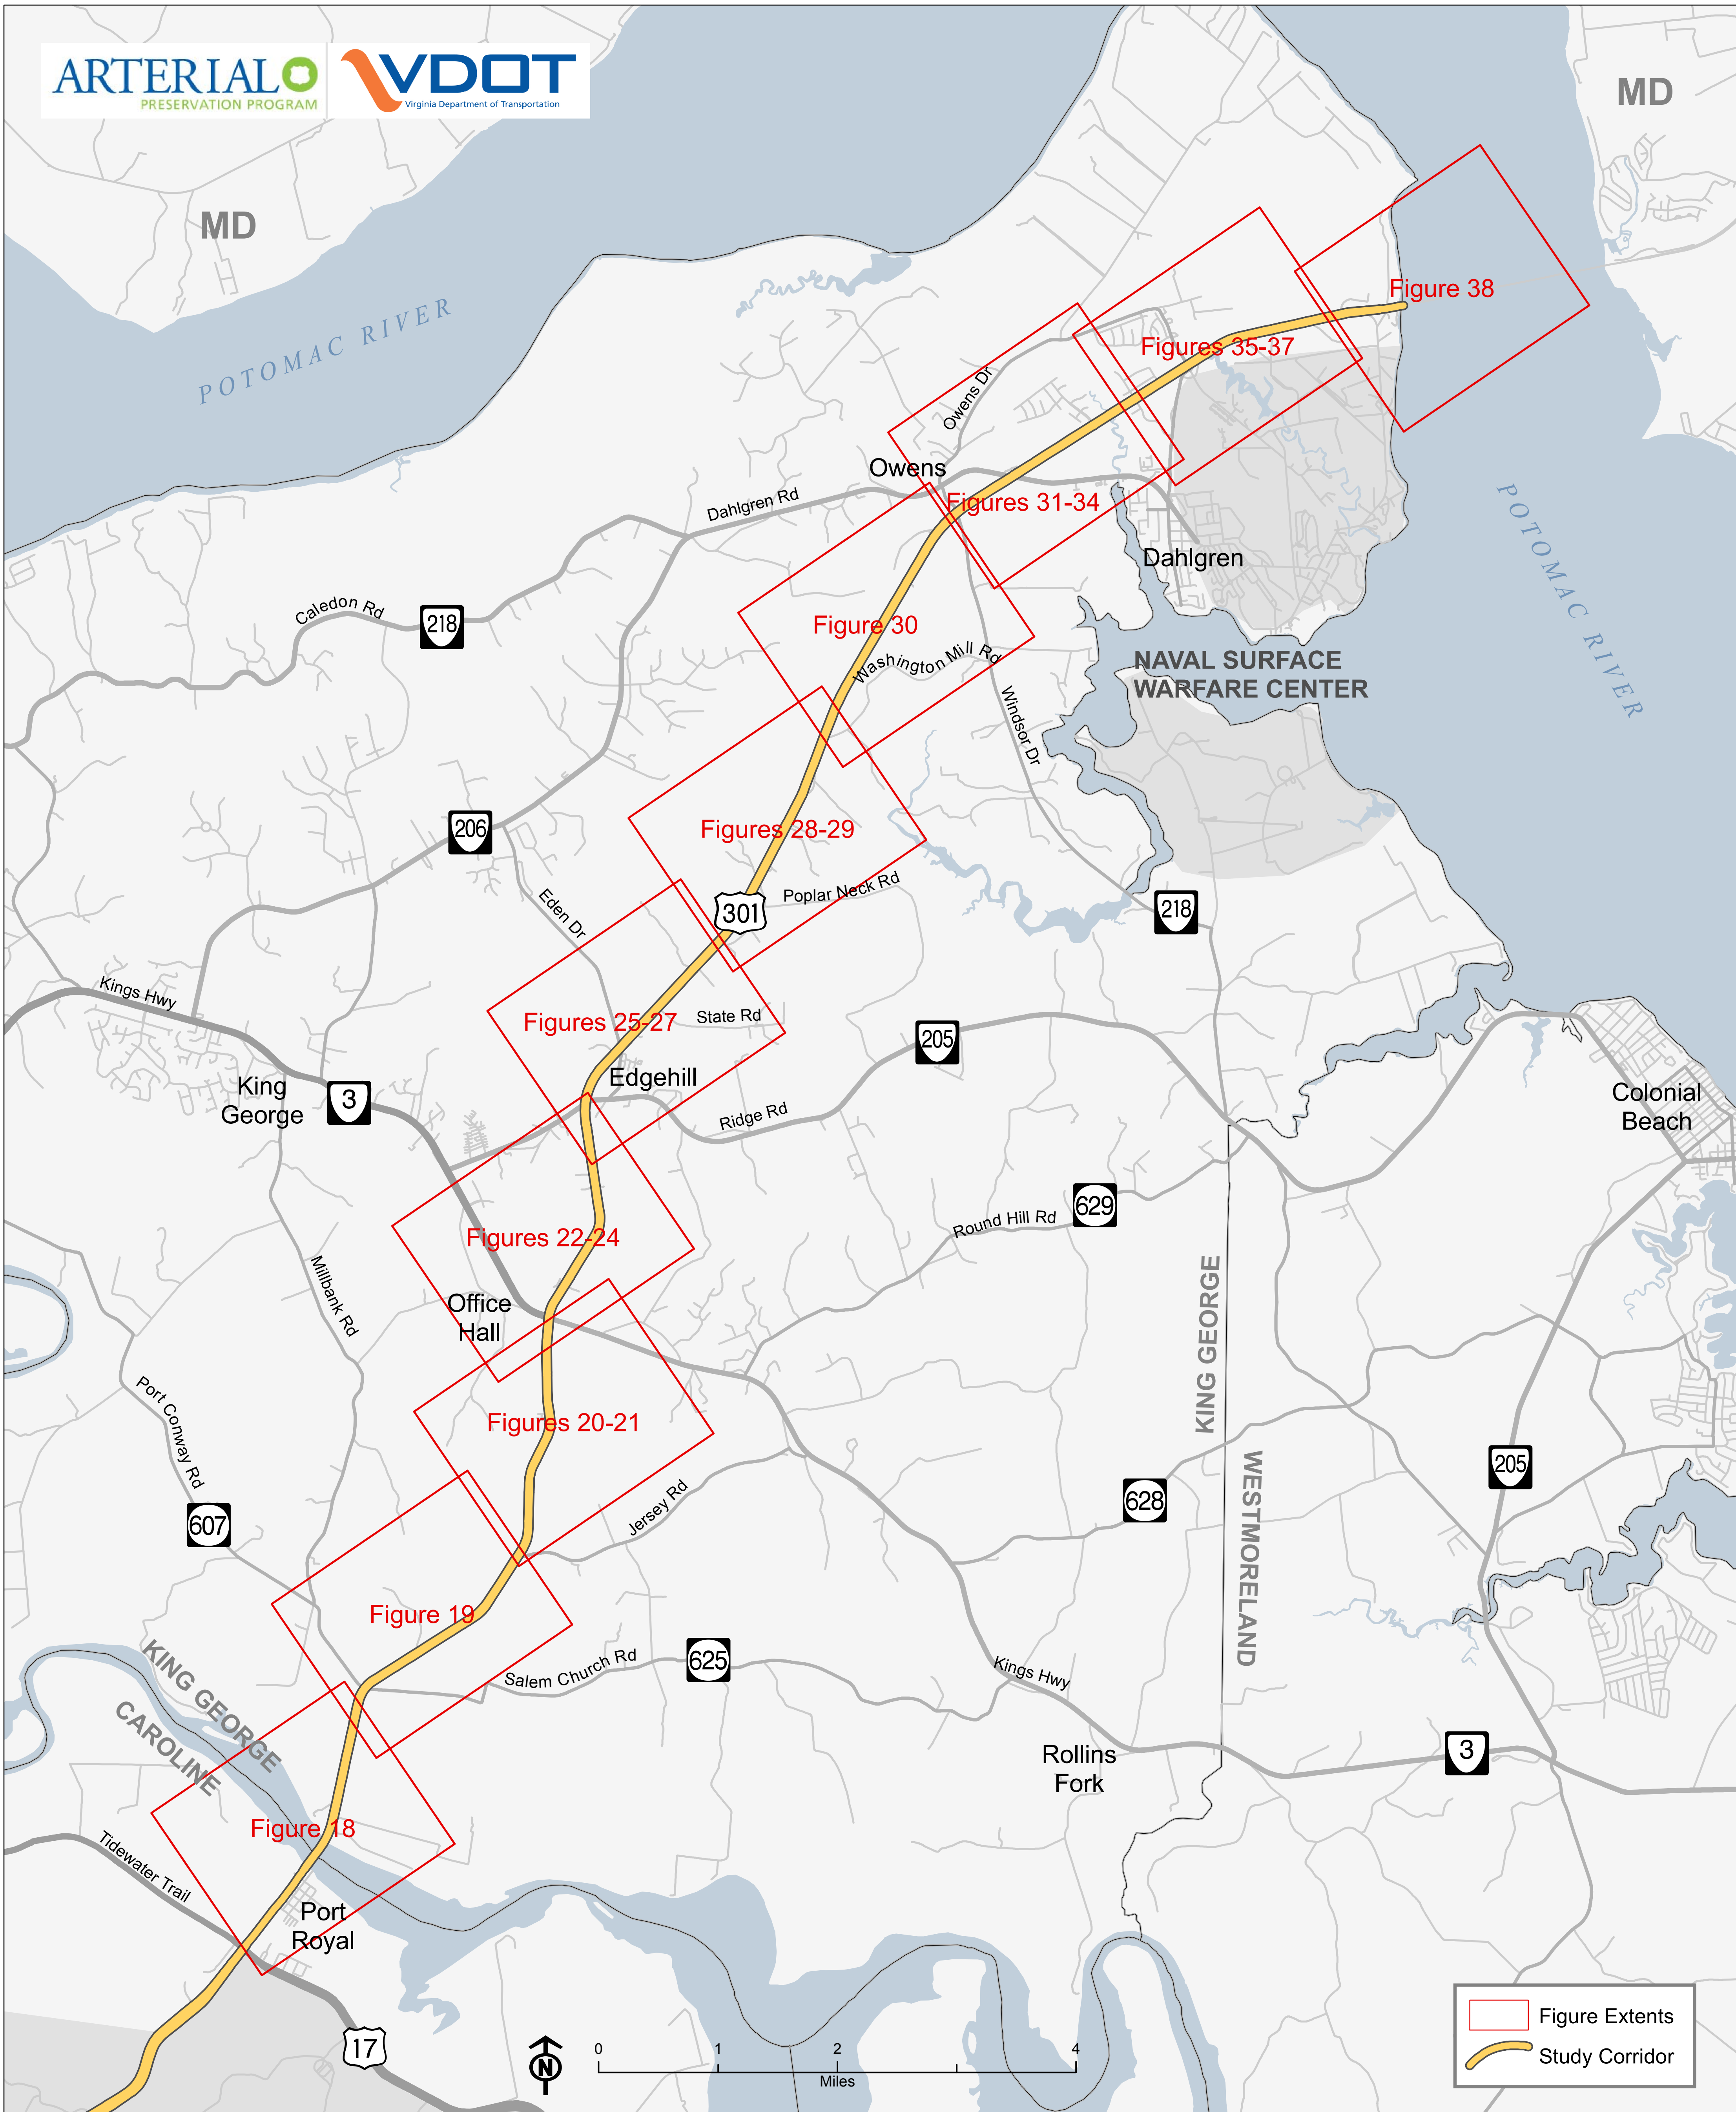 ARTERIAL
PRESERVATION PROGRAM
VDOT
Virginia Department of Transportation
MD
MD
POTOMAC RIVER
Figure 38
Figures 35-37
Owens Dr
Owens
Figures 31-34
Dahlgren Rd
Dahlgren
POTOMAC RIVER
Caledon Rd
218
Figure 30
Washington Mill Rd
NAVAL SURFACE
WARFARE CENTER
Windsor Dr
206
Figures 28-29
Poplar Neck Rd
Eden Dr
301
218
Kings Hwy
Figures 25-27
State Rd
205
Edgehill
King
George
3
Ridge Rd
Colonial
Beach
629
Round Hill Rd
Figures 22-24
Millbank Rd
Office
Hall
KING GEORGE
WESTMORELAND
Port Conway Rd
Figures 20-21
205
Jersey Rd
628
607
Figure 19
Salem Church Rd
625
Kings Hwy
KING GEORGE
CAROLINE
Rollins
Fork
3
Figure 18
Tidewater Trail
Port
Royal
17
N
0 1 2 4
Miles
Figure Extents
Study Corridor